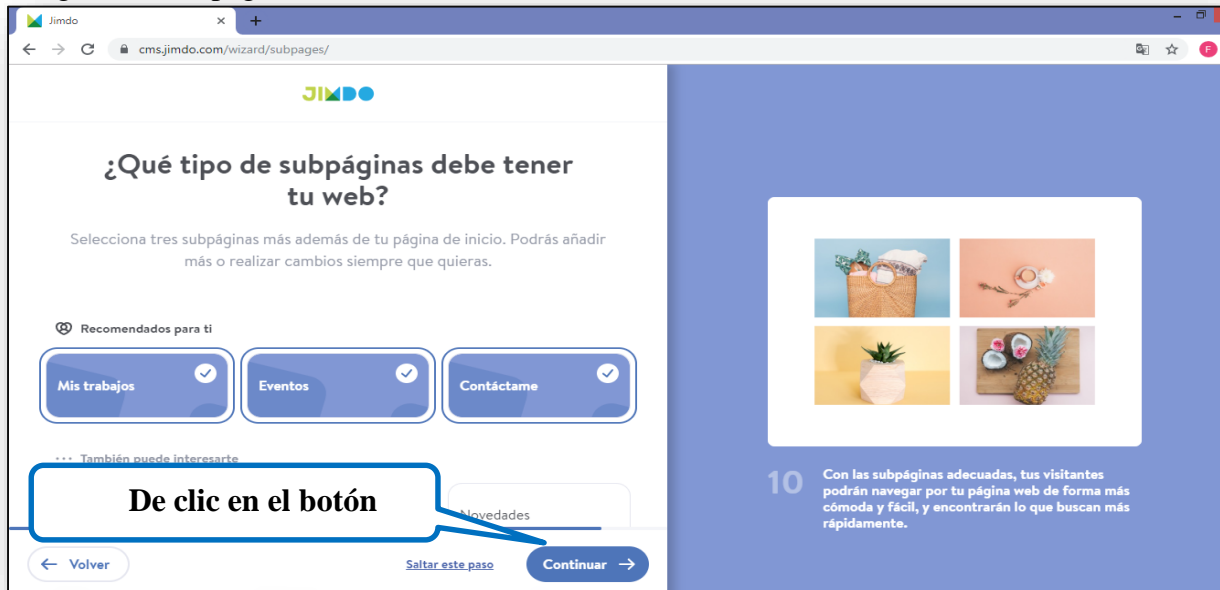 Jimdo
cms.jimdo.com/wizard/subpages/
F
JIMDO
¿Qué tipo de subpáginas debe tener
tu web?
Selecciona tres subpáginas más además de tu página de inicio. Podrás añadir
más o realizar cambios siempre que quieras.
Recomendados para ti
Mis trabajos
Eventos
Contáctame
También puede interesarte
De clic en el botón
Novedades
Volver
Saltar este paso
Continuar
10
Con las subpáginas adecuadas, tus visitantes
podrán navegar por tu página web de forma más
cómoda y fácil, y encontrarán lo que buscan más
rápidamente.